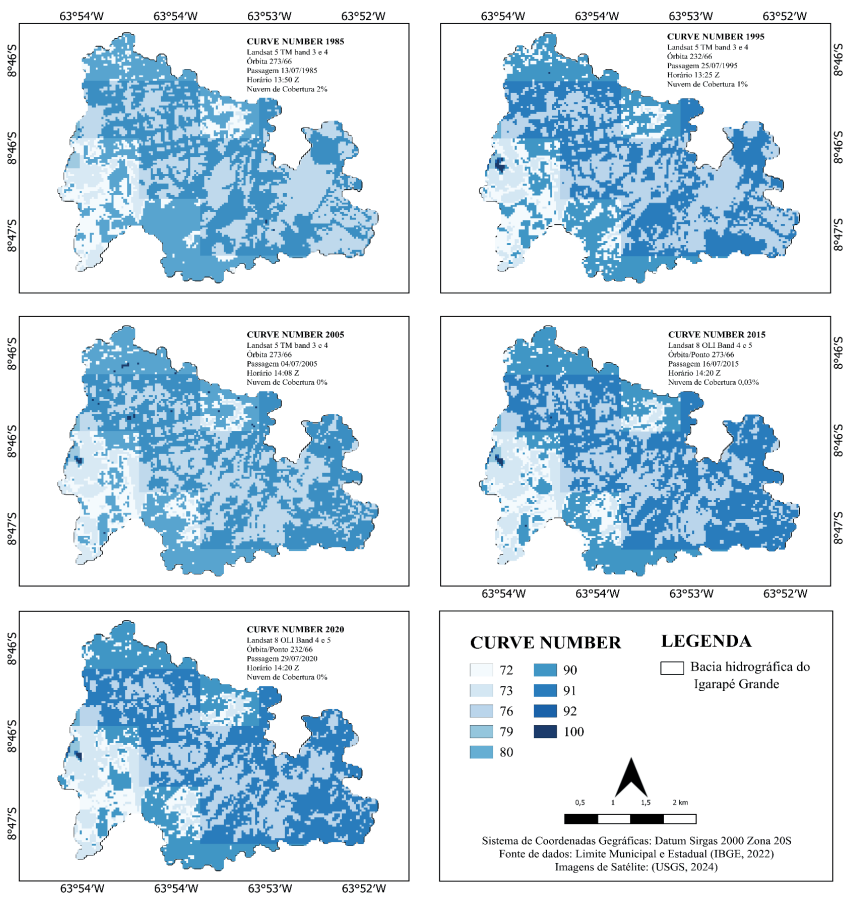 63°54'W 63°54'W 63°53'W 63°52'W
63°54'W 63°54'W 63°53'W 63°52'W
8°46'S
8°46'S
8°47'S
CURVE NUMBER 1985
Landsat 5 TM band 3 e 4
Órbita 273/66
Passagem 13/07/1985
Horário 13:50 Z
Nuvem de Cobertura 2%
CURVE NUMBER 1995
Landsat 5 TM band 3 e 4
Órbita 232/66
Passagem 25/07/1995
Horário 13:25 Z
Nuvem de Cobertura 1%
8°46'S
8°46'S
8°47'S
8°46'S
8°46'S
8°47'S
CURVE NUMBER 2005
Landsat 5 TM band 3 e 4
Órbita 273/66
Passagem 04/07/2005
Horário 14:08 Z
Nuvem de Cobertura 0%
CURVE NUMBER 2015
Landsat 8 OLI Band 4 e 5
Órbita/Ponto 273/66
Passagem 16/07/2015
Horário 14:20 Z
Nuvem de Cobertura 0,03%
8°46'S
8°46'S
8°47'S
63°54'W 63°54'W 63°53'W 63°52'W
8°46'S
8°46'S
8°47'S
CURVE NUMBER 2020
Landsat 8 OLI Band 4 e 5
Órbita/Ponto 232/66
Passagem 29/07/2020
Horário 14:20 Z
Nuvem de Cobertura 0%
63°54'W 63°54'W 63°53'W 63°52'W
CURVE NUMBER
72
73
76
79
80
90
91
92
100
LEGENDA
Bacia hidrográfica do
Igarapé Grande
0,5 1 1,5 2 km
Sistema de Coordenadas Gegráficas: Datum Sirgas 2000 Zona 20S
Fonte de dados: Limite Municipal e Estadual (IBGE, 2022)
Imagens de Satélite: (USGS, 2024)